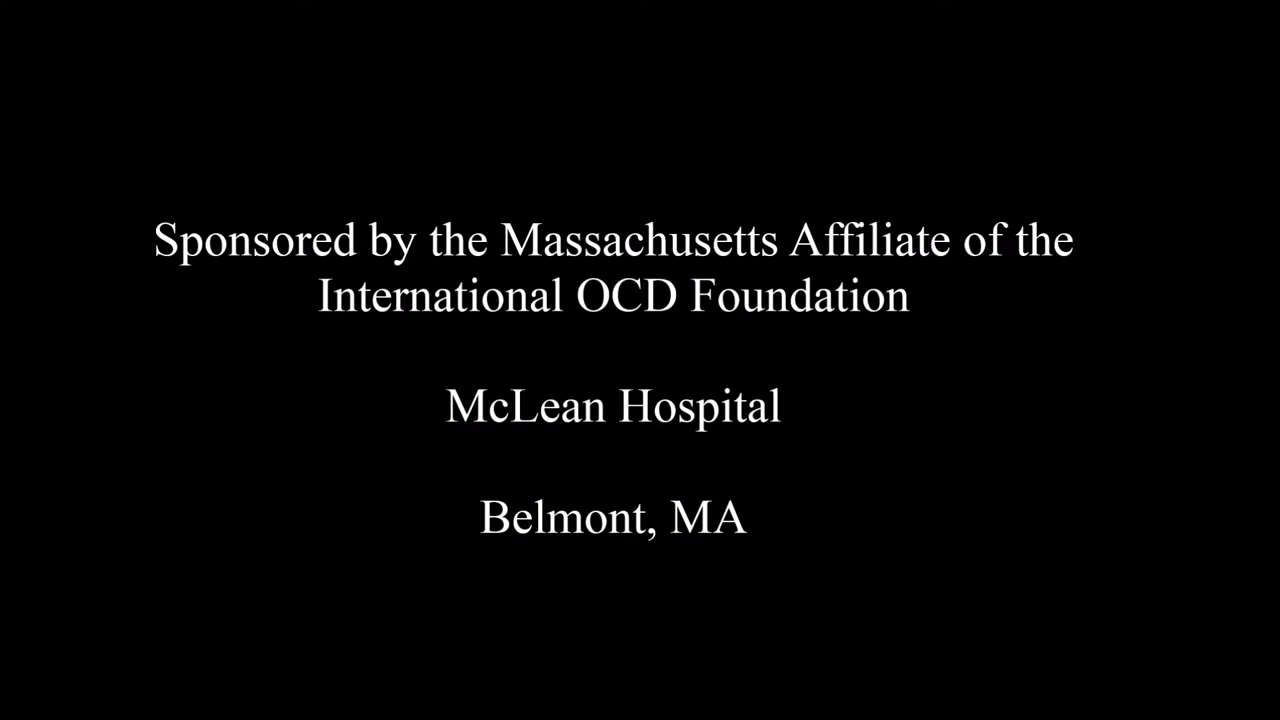 Sponsored by the Massachusetts Affiliate of the
International OCD Foundation
McLean Hospital
Belmont, MA